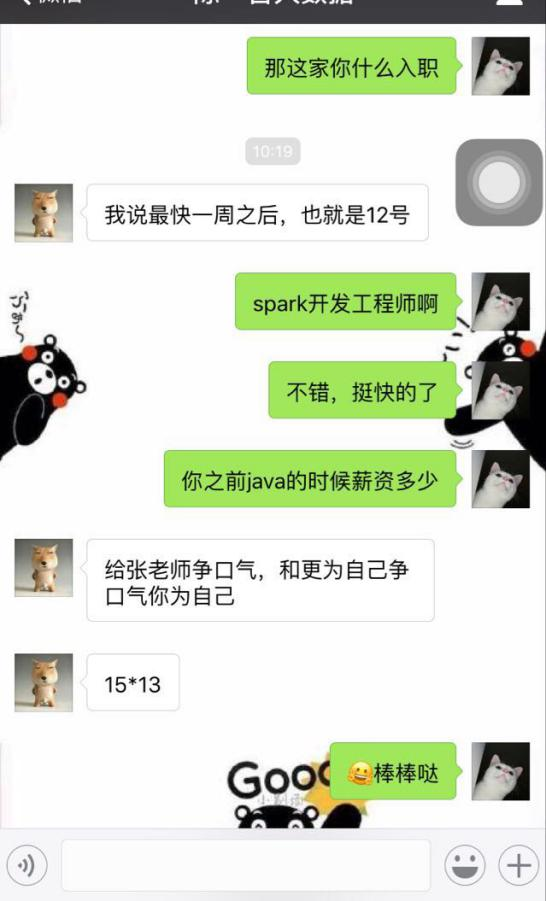 那这家你什么入职
10:19
我说最快一周之后，也就是12号
spark开发工程师啊
不错，挺快的了
你之前java的时候薪资多少
给张老师争口气，和更为自己争
口气你为自己
15*13
GOOD
🤗棒棒哒